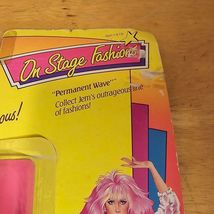 On Stage Fashions
"Permanent Wave"
Collect Jem's outrageous line
of fashions!
ous!